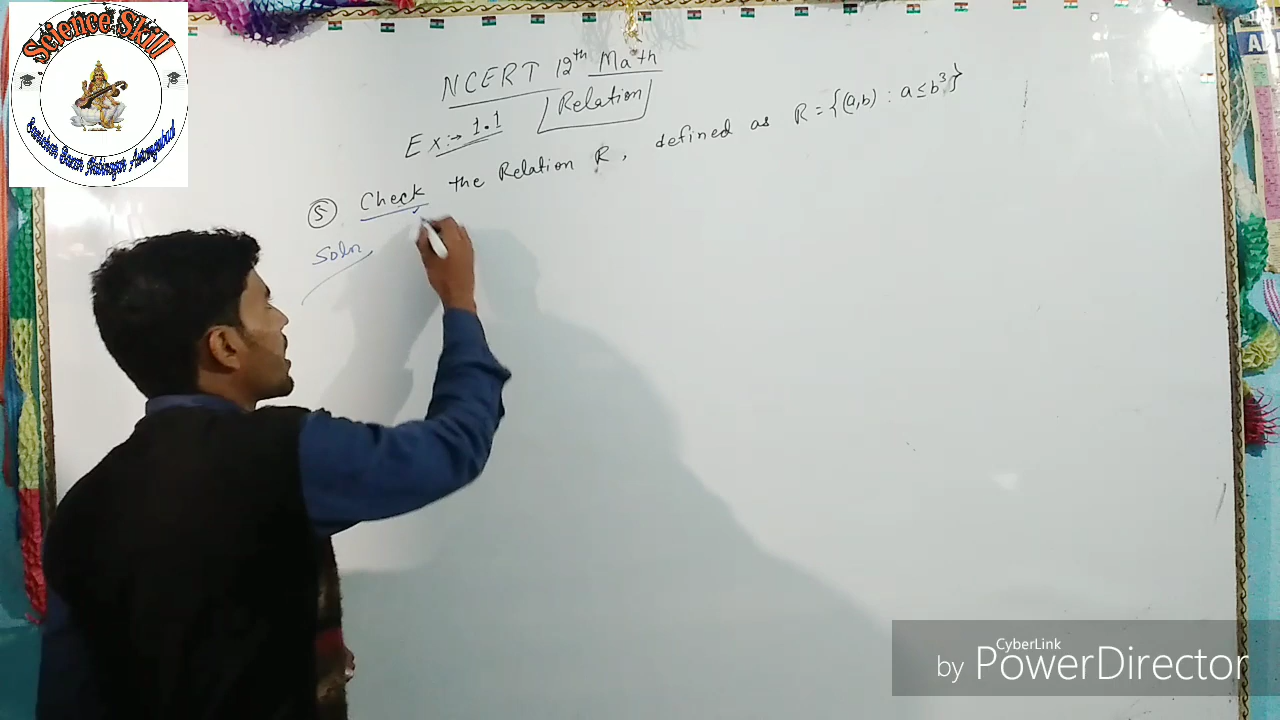 Science Skill
NCERT 12th Math
Ex:→ 1.1 Relation
⑤ Check the Relation R, defined as R = {(a,b) : a ≤ b³}
Soln
CyberLink
by PowerDirector